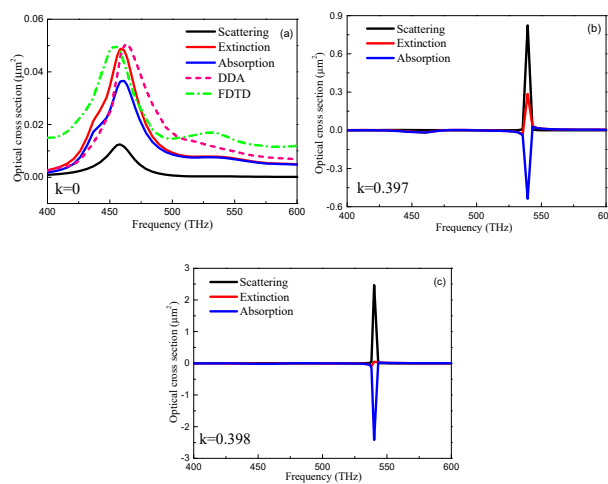 (a)
Scattering
Extinction
Absorption
DDA
FDTD
0.06
0.04
0.02
0.00
Optical cross section (μm²)
k=0
400 450 500 550 600
Frequency (THz)
(b)
Scattering
Extinction
Absorption
0.9
0.6
0.3
0.0
-0.3
-0.6
Optical cross section (μm²)
k=0.397
400 450 500 550 600
Frequency (THz)
(c)
Scattering
Extinction
Absorption
3
2
1
0
-1
-2
-3
Optical cross section (μm²)
k=0.398
400 450 500 550 600
Frequency (THz)